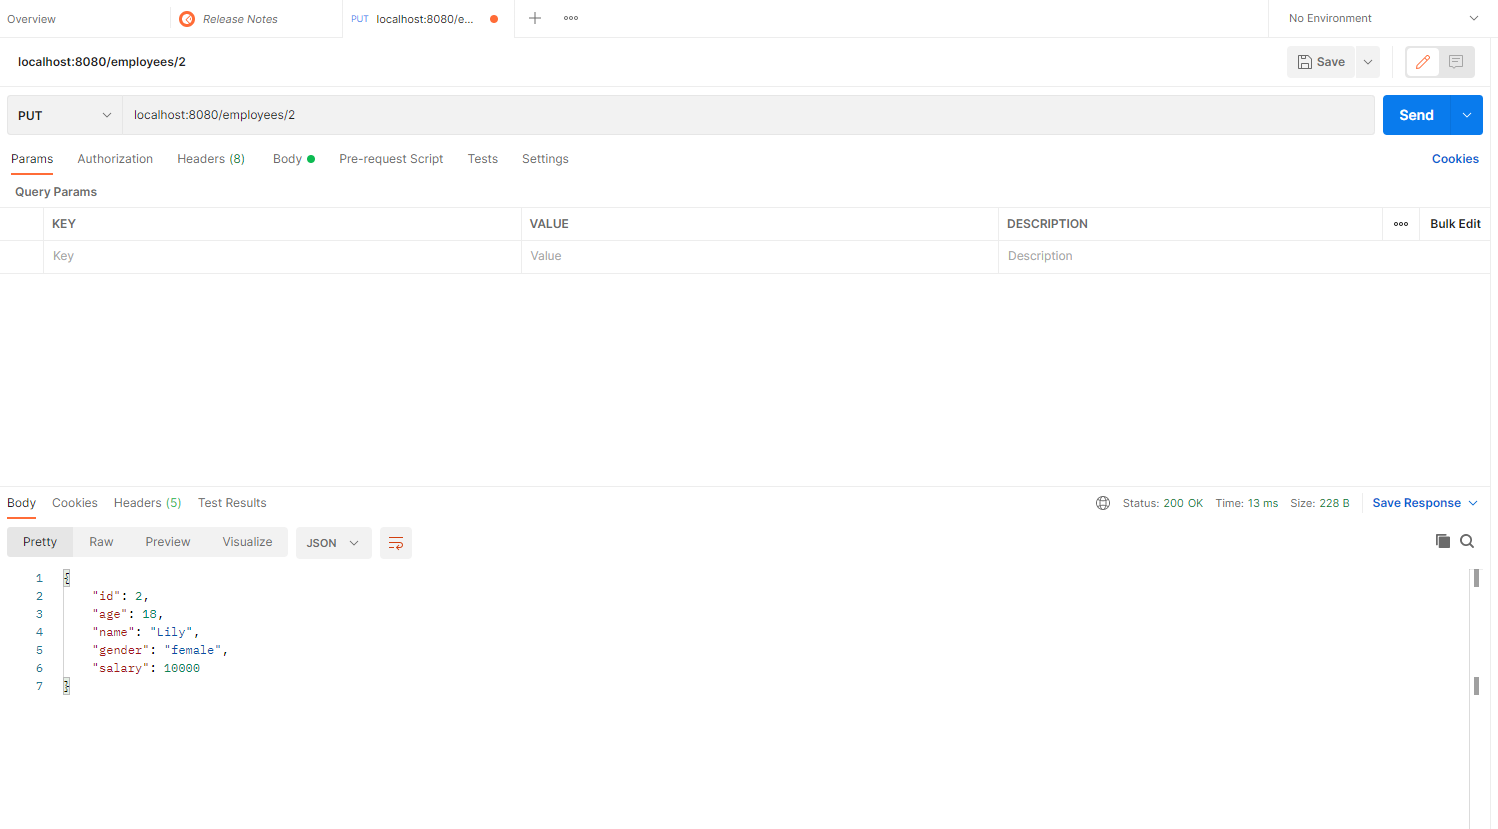 Overview
Release Notes
PUT localhost:8080/e...
No Environment
localhost:8080/employees/2
Save
PUT
localhost:8080/employees/2
Send
Params Authorization Headers (8) Body Pre-request Script Tests Settings Cookies
Query Params
KEY VALUE DESCRIPTION Bulk Edit
Key Value Description
Body Cookies Headers (5) Test Results Status: 200 OK Time: 13 ms Size: 228 B Save Response
Pretty Raw Preview Visualize JSON
1 {
2 "id": 2,
3 "age": 18,
4 "name": "Lily",
5 "gender": "female",
6 "salary": 10000
7 }